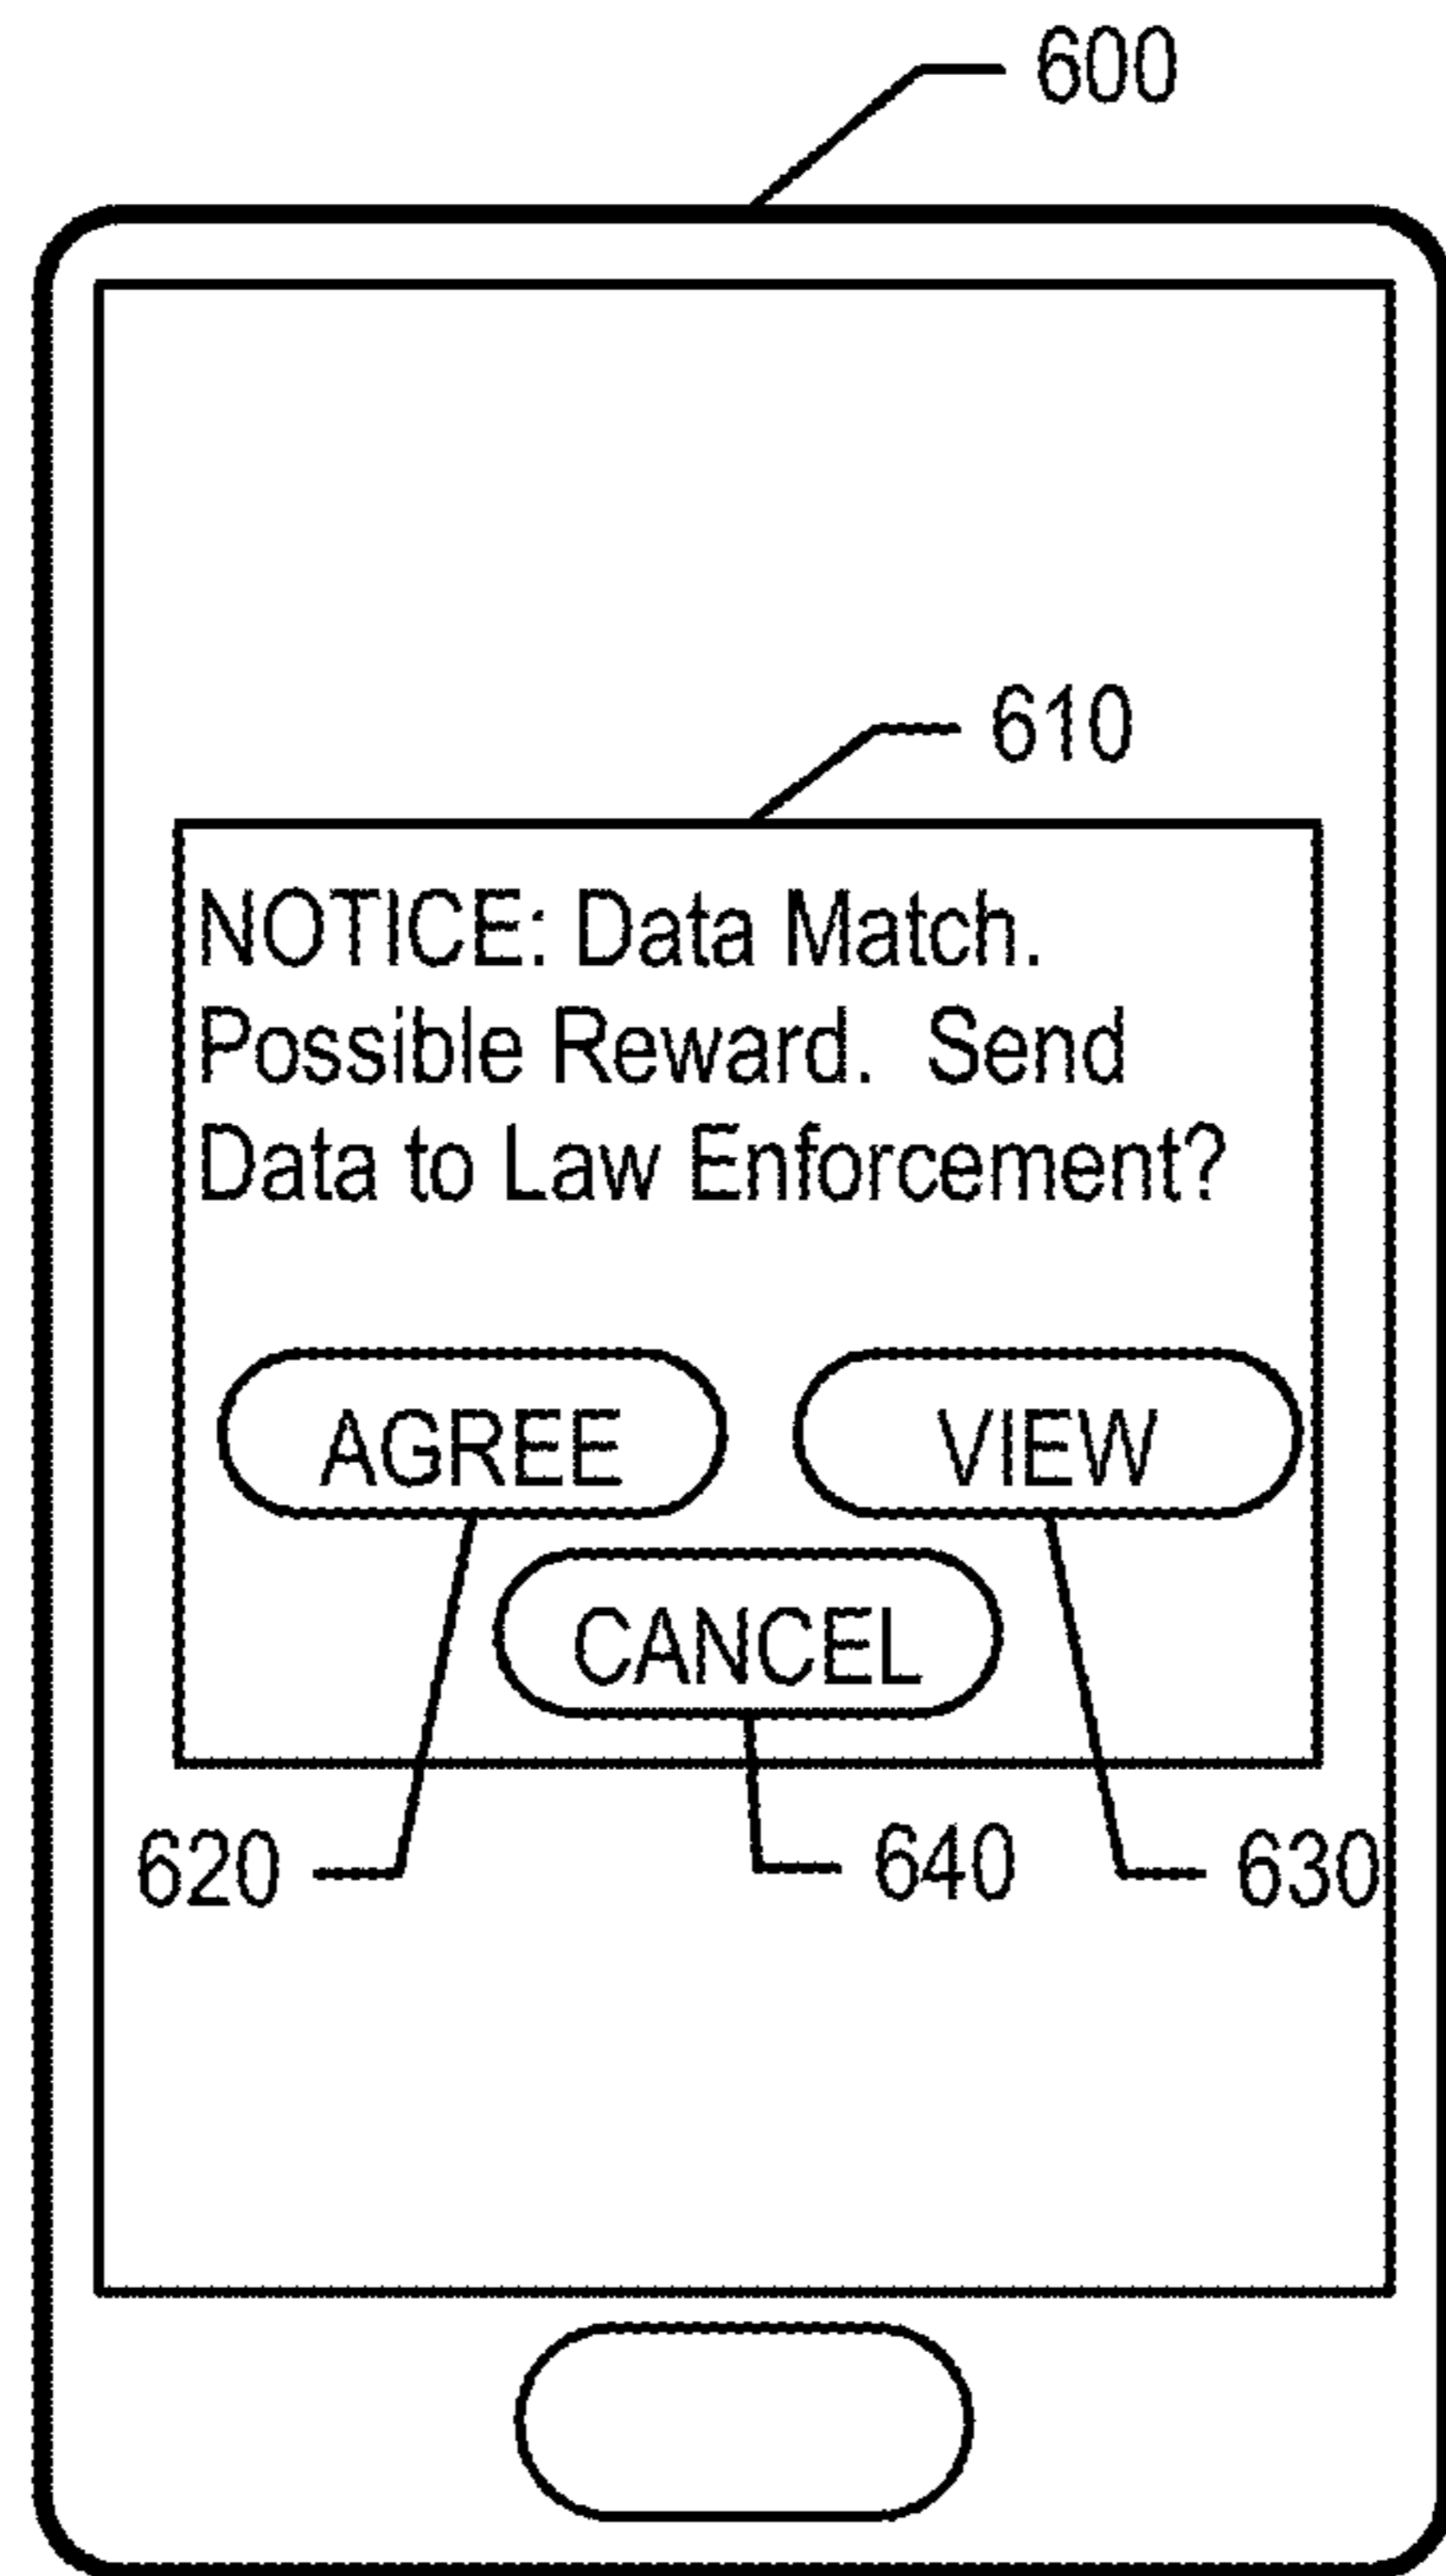 600
610
NOTICE: Data Match.
Possible Reward. Send
Data to Law Enforcement?
AGREE
VIEW
CANCEL
620
640
630